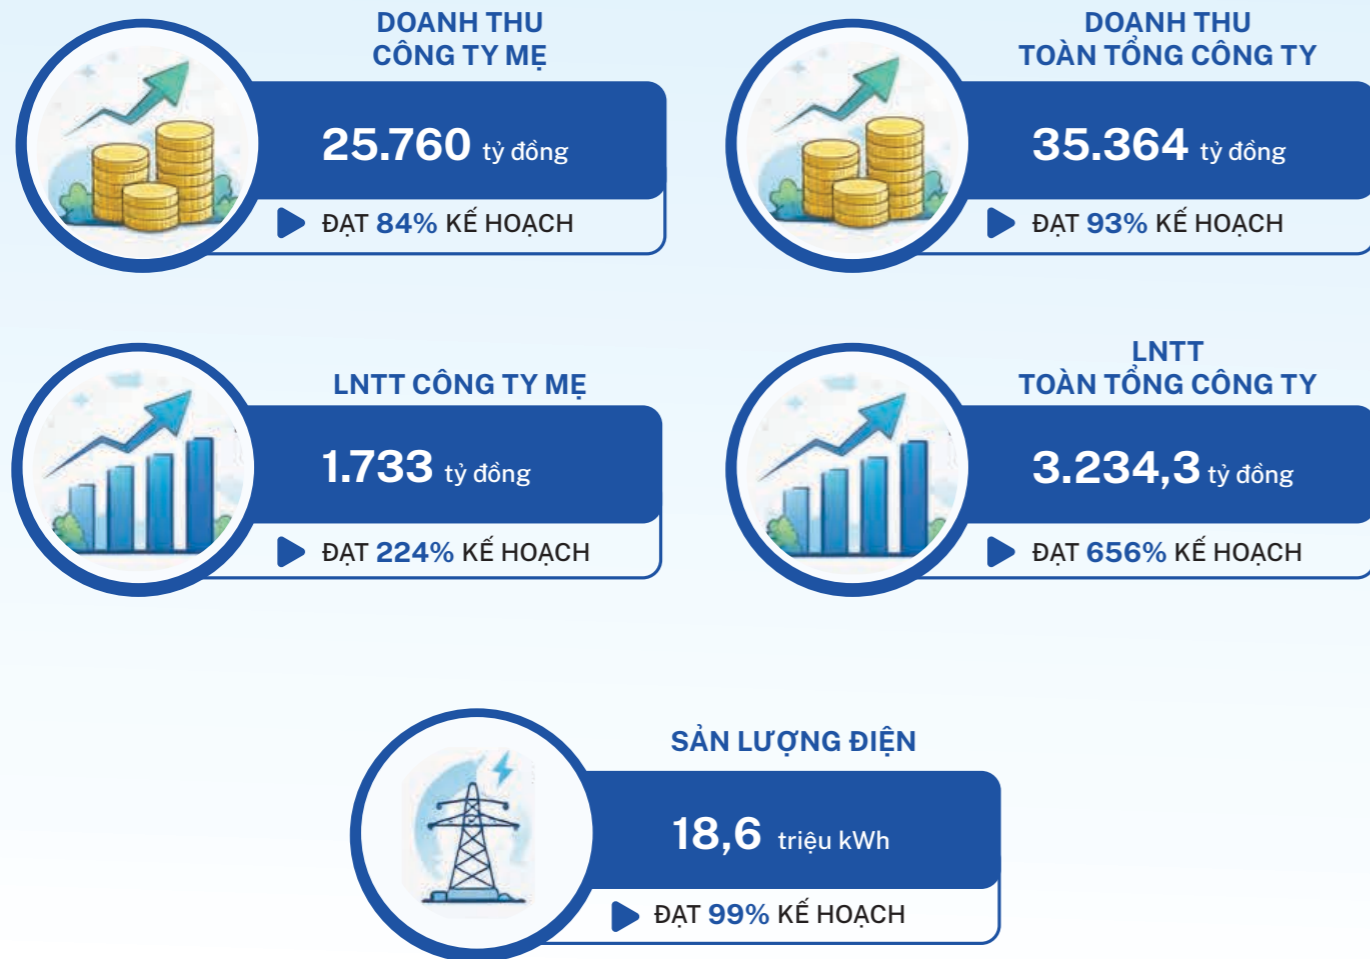 DOANH THU
CÔNG TY MẸ
25.760 tỷ đồng
ĐẠT 84% KẾ HOẠCH
DOANH THU
TOÀN TỔNG CÔNG TY
35.364 tỷ đồng
ĐẠT 93% KẾ HOẠCH
LNTT CÔNG TY MẸ
1.733 tỷ đồng
ĐẠT 224% KẾ HOẠCH
LNTT
TOÀN TỔNG CÔNG TY
3.234,3 tỷ đồng
ĐẠT 656% KẾ HOẠCH
SẢN LƯỢNG ĐIỆN
18,6 triệu kWh
ĐẠT 99% KẾ HOẠCH